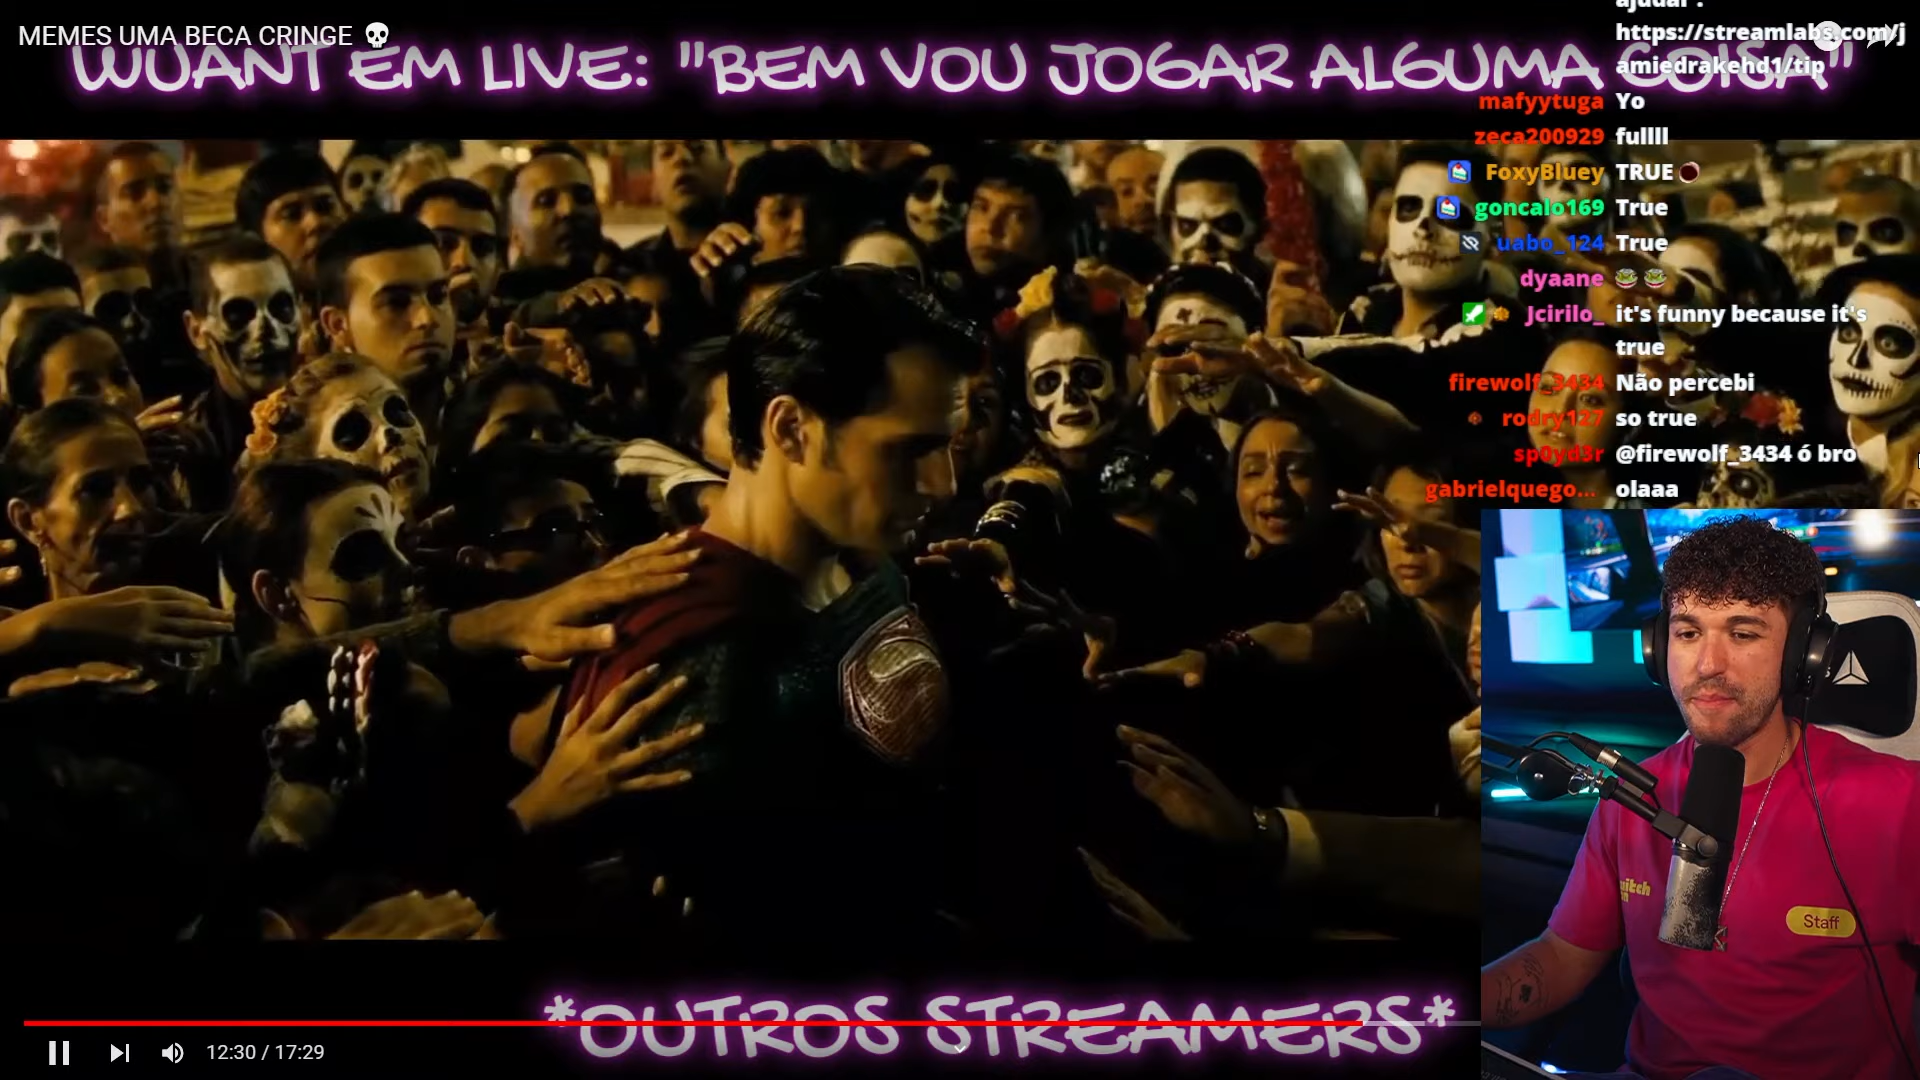 MEMES UMA BECA CRINGE 💀
WUANT EM LIVE: "BEM VOU JOGAR ALGUMA COISA"
ajudar :
https://streamlabs.com/j
amiedrakehd1/tip
mafyytuga Yo
zeca200929 fullll
FoxyBluey TRUE
goncalo169 True
uabo_124 True
dyaane
Jcirilo_ it's funny because it's
true
firewolf_3434 Não percebi
rodry127 so true
sp0yd3r @firewolf_3434 ó bro
gabrielquego... olaaa
Staff
*OUTROS STREAMERS*
12:30 / 17:29